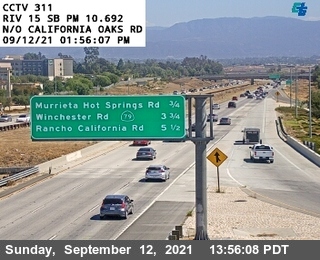 CCTV 311
RIV 15 SB PM 10.692
N/O CALIFORNIA OAKS RD
09/12/21 01:56:07 PM
Murrieta Hot Springs Rd 3/4
Winchester Rd 79 3 3/4
Rancho California Rd 5 1/2
Sunday, September 12, 2021 13:56:08 PDT